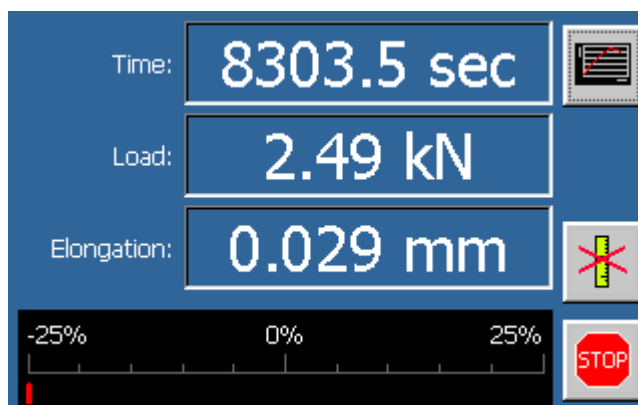 Time: 8303.5 sec
Load: 2.49 kN
Elongation: 0.029 mm
-25% 0% 25%
STOP